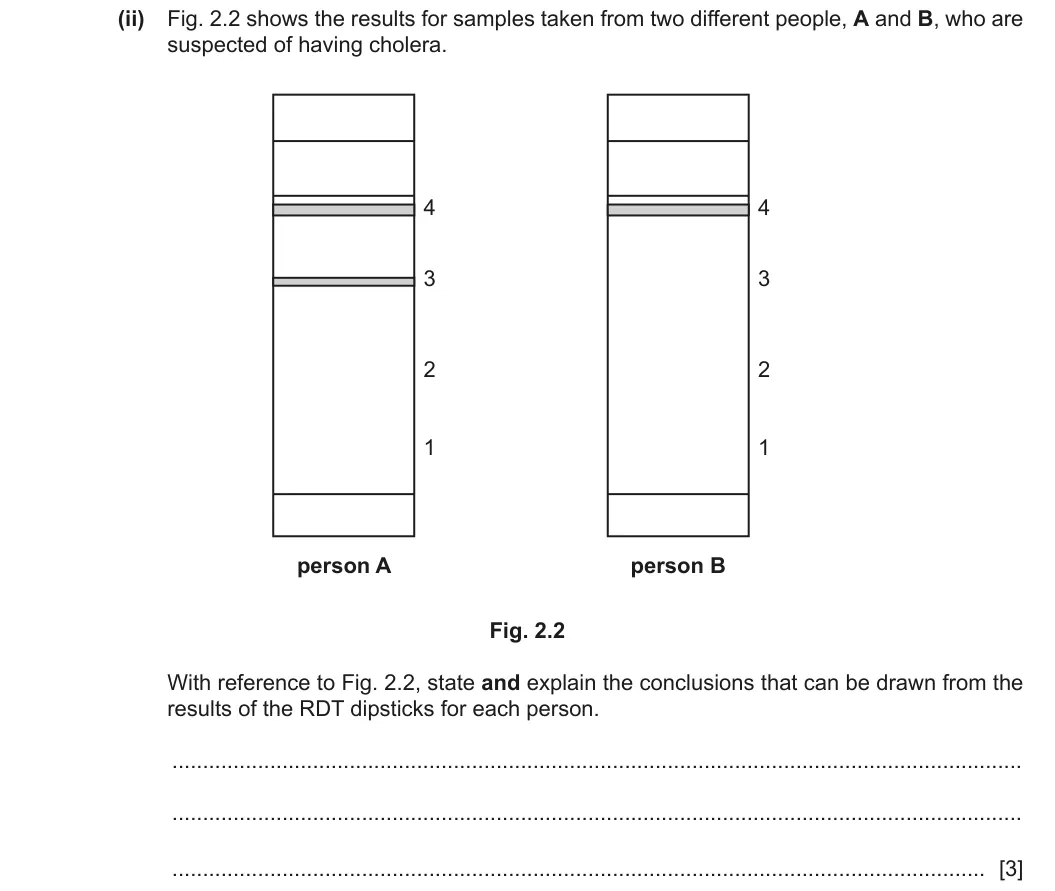 (ii) Fig. 2.2 shows the results for samples taken from two different people, A and B, who are
suspected of having cholera.
4
3
2
1
person A
4
3
2
1
person B
Fig. 2.2
With reference to Fig. 2.2, state and explain the conclusions that can be drawn from the
results of the RDT dipsticks for each person.
[3]